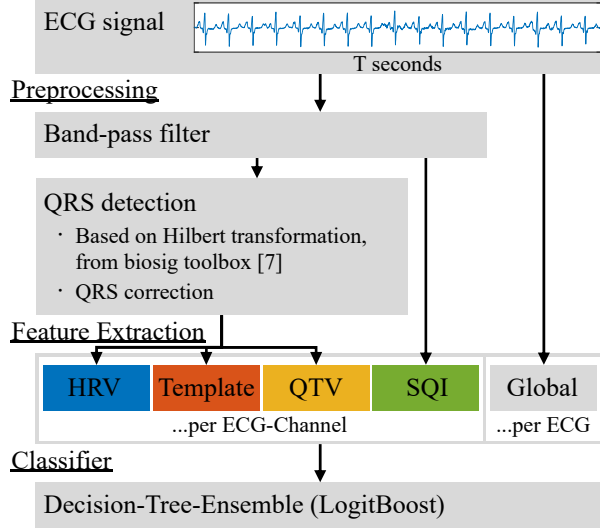 ECG signal
T seconds
Preprocessing
Band-pass filter
QRS detection
· Based on Hilbert transformation,
from biosig toolbox [7]
· QRS correction
Feature Extraction
HRV Template QTV SQI Global
...per ECG-Channel ...per ECG
Classifier
Decision-Tree-Ensemble (LogitBoost)